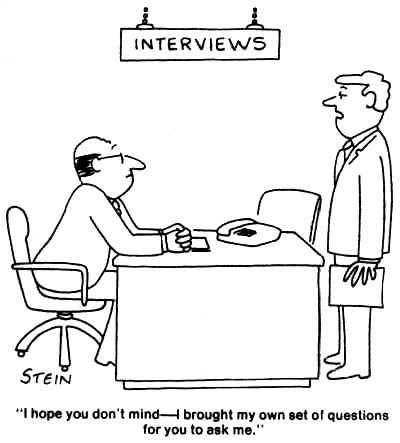 INTERVIEWS
STEIN
"I hope you don't mind—I brought my own set of questions
for you to ask me."